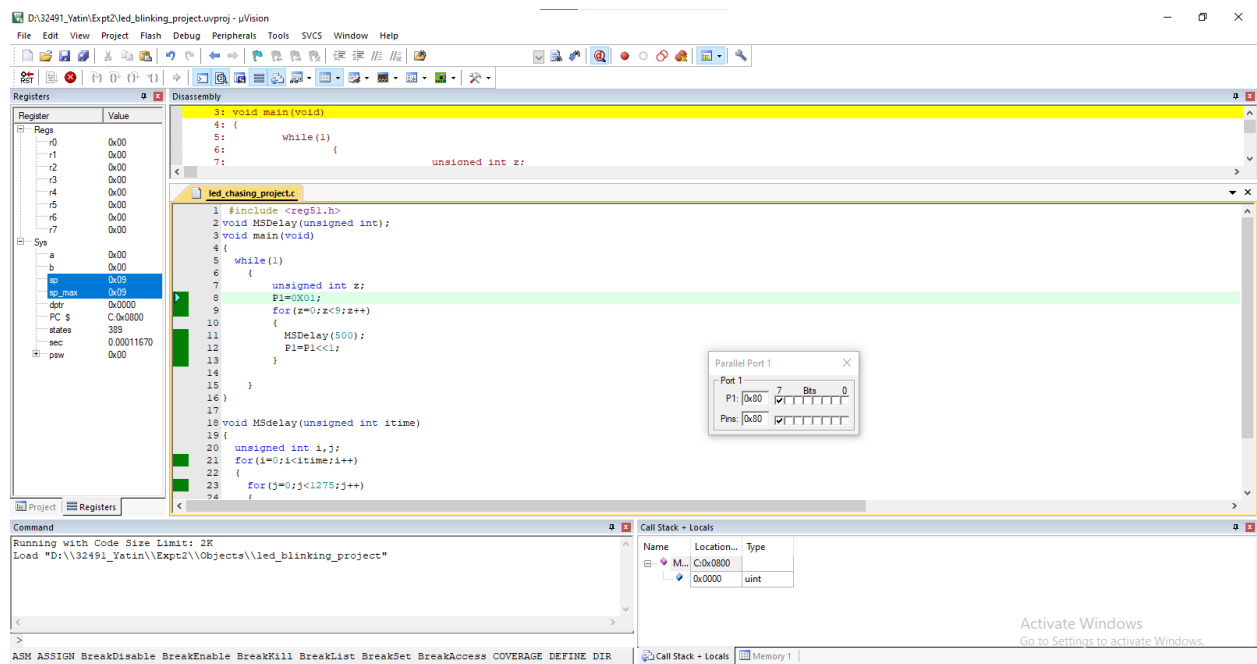 D:\32491_Yatin\Expt2\led_blinking_project.uvproj - µVision
File Edit View Project Flash Debug Peripherals Tools SVCS Window Help
RST
Registers
Register Value
Regs
r0 0x00
r1 0x00
r2 0x00
r3 0x00
r4 0x00
r5 0x00
r6 0x00
r7 0x00
Sys
a 0x00
b 0x00
sp 0x09
sp_max 0x09
dptr 0x0000
PC $ C:0x0800
states 389
sec 0.00011670
psw 0x00
Project Registers
Disassembly
3: void main(void)
4: {
5: while(1)
6: {
7: unsigned int z;
led_chasing_project.c
1 #include <reg51.h>
2 void MSDelay(unsigned int);
3 void main(void)
4 {
5 while(1)
6 {
7 unsigned int z;
8 P1=0X01;
9 for(z=0;z<9;z++)
10 {
11 MSDelay(500);
12 P1=P1<<1;
13 }
14
15 }
16 }
17
18 void MSdelay(unsigned int itime)
19 {
20 unsigned int i,j;
21 for(i=0;i<itime;i++)
22 {
23 for(j=0;j<1275;j++)
24 {
Parallel Port 1
Port 1
7 Bits 0
P1: 0x80
Pins: 0x80
Command
Running with Code Size Limit: 2K
Load "D:\\32491_Yatin\\Expt2\\Objects\\led_blinking_project"
>
ASM ASSIGN BreakDisable BreakEnable BreakKill BreakList BreakSet BreakAccess COVERAGE DEFINE DIR
Call Stack + Locals
Name Location... Type
M... C:0x0800
0x0000 uint
Call Stack + Locals Memory 1
Activate Windows
Go to Settings to activate Windows.